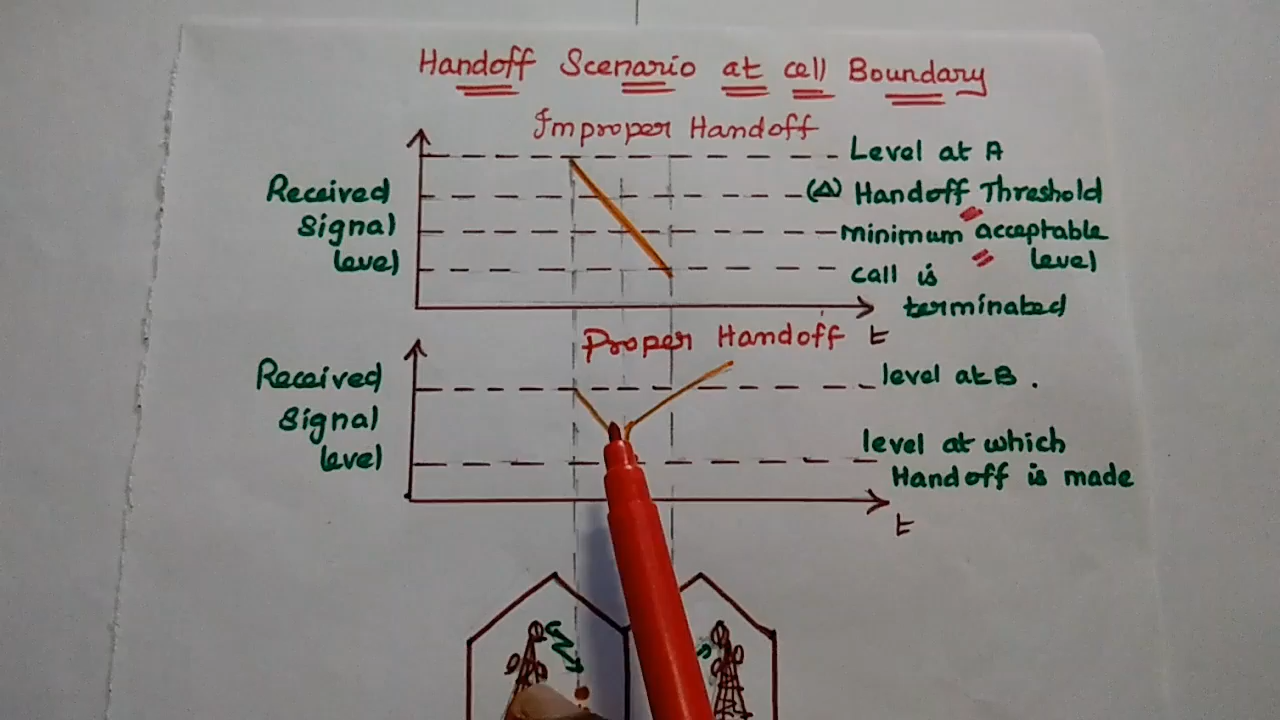 Handoff Scenario at cell Boundary
Improper Handoff
Level at A
(Δ) Handoff Threshold
minimum acceptable
level
call is
terminated
Received
Signal
level
t
Proper Handoff
Received
Signal
level
level at B.
level at which
Handoff is made
t